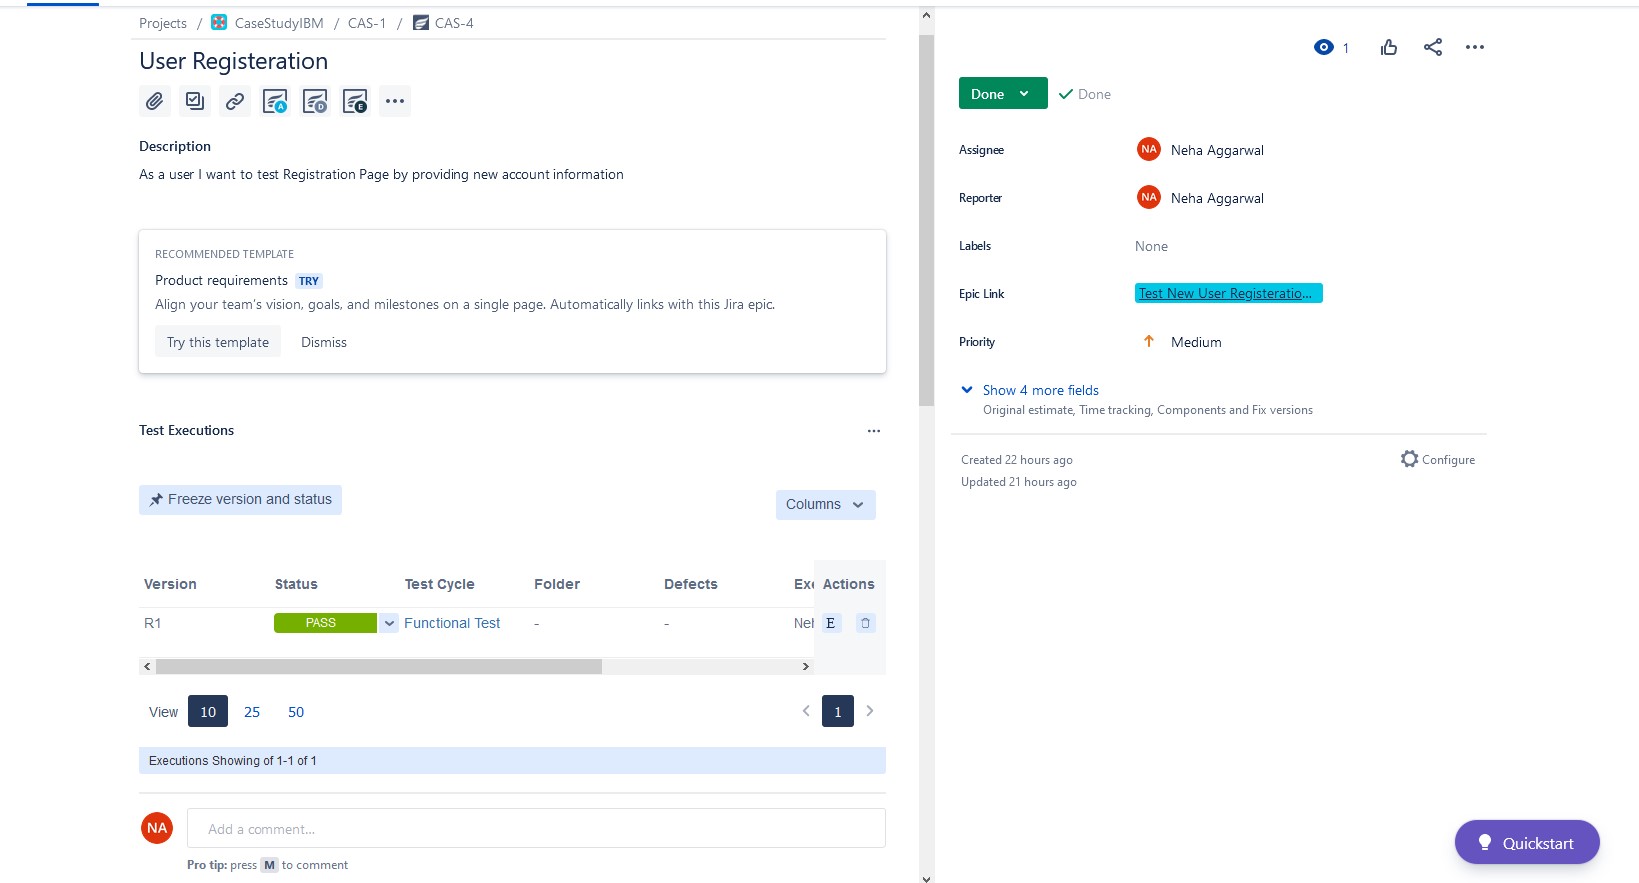 Projects / CaseStudyIBM / CAS-1 / CAS-4
User Registeration
A D E
Description
As a user I want to test Registration Page by providing new account information
RECOMMENDED TEMPLATE
Product requirements TRY
Align your team's vision, goals, and milestones on a single page. Automatically links with this Jira epic.
Try this template Dismiss
Test Executions
Freeze version and status Columns
Version Status Test Cycle Folder Defects Exe Actions
R1 PASS Functional Test - - Neh E
View 10 25 50 1
Executions Showing of 1-1 of 1
NA Add a comment...
Pro tip: press M to comment
1
Done Done
Assignee NA Neha Aggarwal
Reporter NA Neha Aggarwal
Labels None
Epic Link Test New User Registeratio...
Priority Medium
Show 4 more fields
Original estimate, Time tracking, Components and Fix versions
Created 22 hours ago Configure
Updated 21 hours ago
Quickstart